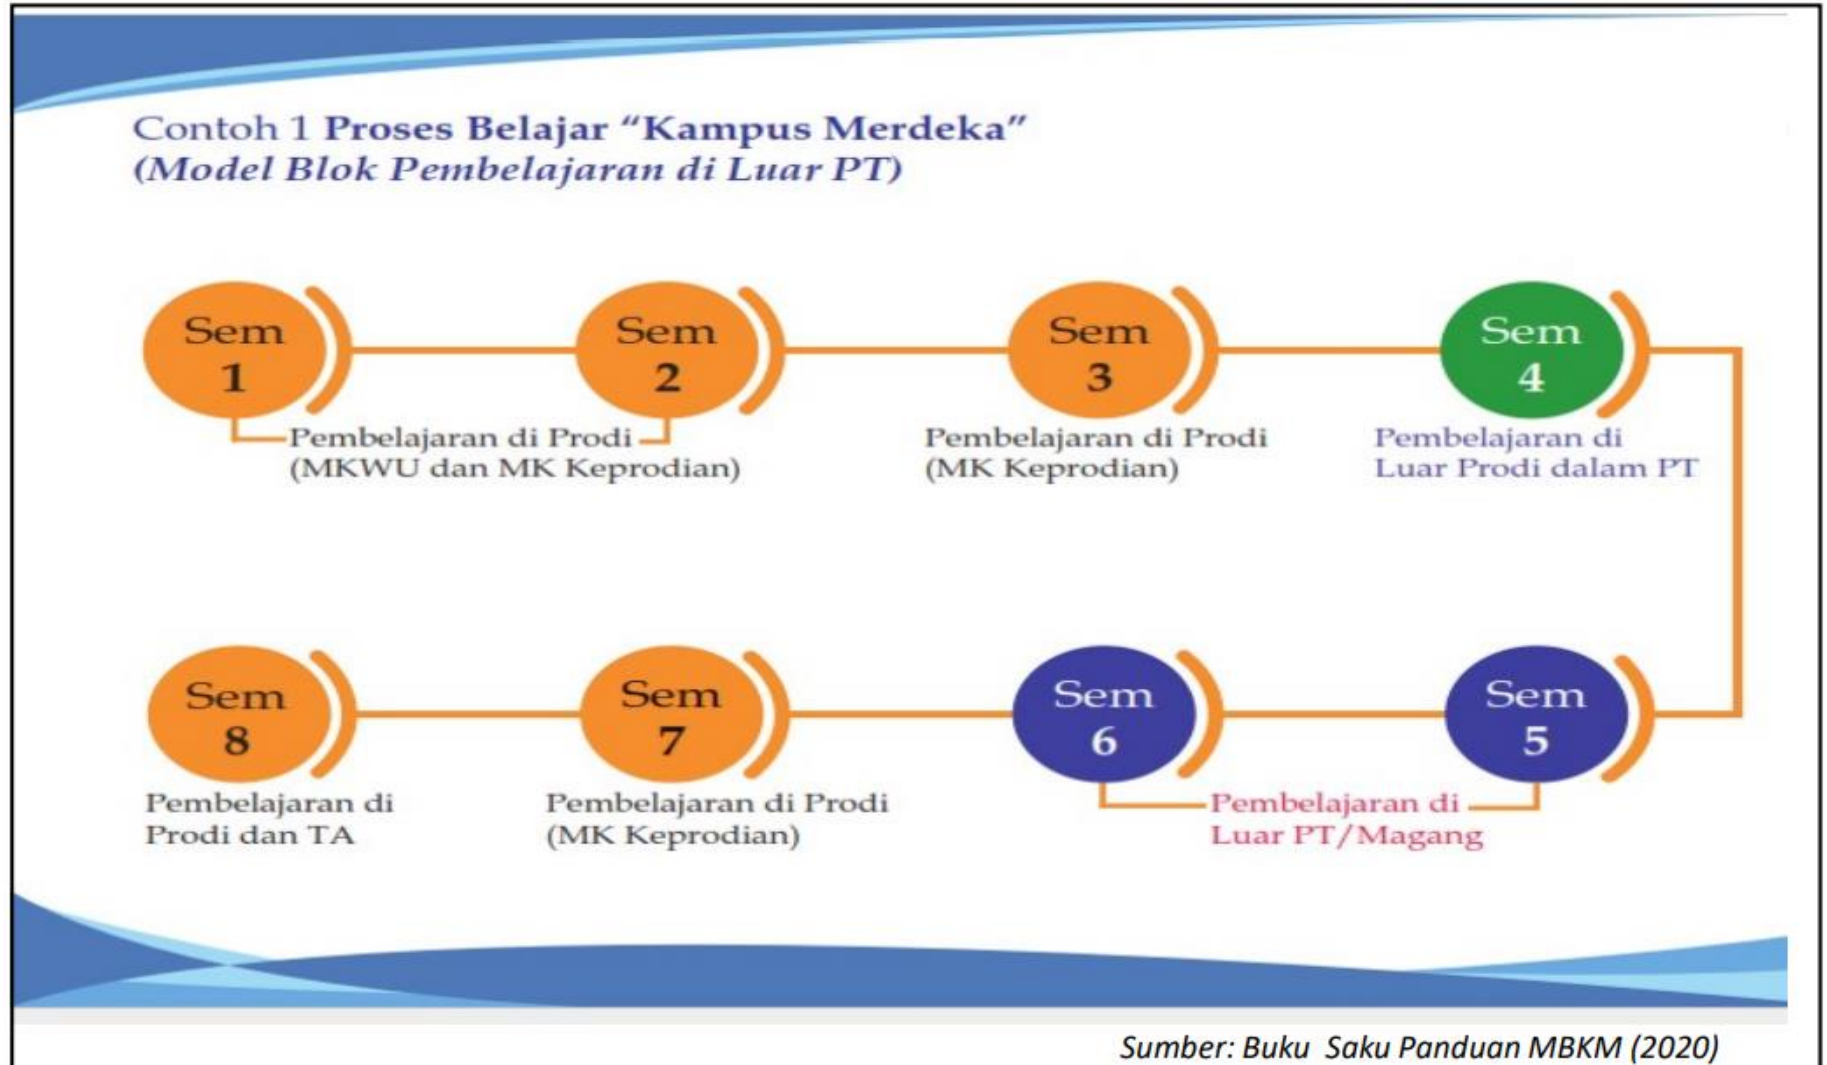 Contoh 1 Proses Belajar “Kampus Merdeka”
(Model Blok Pembelajaran di Luar PT)
Sem
1
Sem
2
Sem
3
Sem
4
Pembelajaran di Prodi
(MKWU dan MK Keprodian)
Pembelajaran di Prodi
(MK Keprodian)
Pembelajaran di
Luar Prodi dalam PT
Sem
8
Sem
7
Sem
6
Sem
5
Pembelajaran di
Prodi dan TA
Pembelajaran di Prodi
(MK Keprodian)
Pembelajaran di
Luar PT/Magang
Sumber: Buku Saku Panduan MBKM (2020)